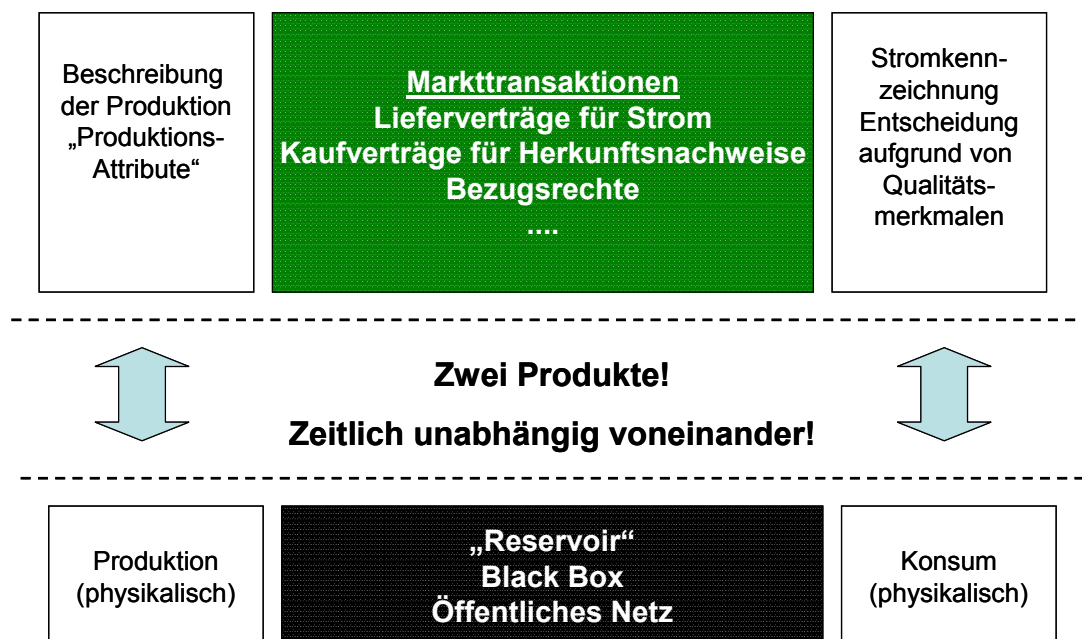 Beschreibung
der Produktion
„Produktions-
Attribute“
Markttransaktionen
Lieferverträge für Strom
Kaufverträge für Herkunftsnachweise
Bezugsrechte
....
Stromkenn-
zeichnung
Entscheidung
aufgrund von
Qualitäts-
merkmalen
Zwei Produkte!
Zeitlich unabhängig voneinander!
Produktion
(physikalisch)
„Reservoir“
Black Box
Öffentliches Netz
Konsum
(physikalisch)